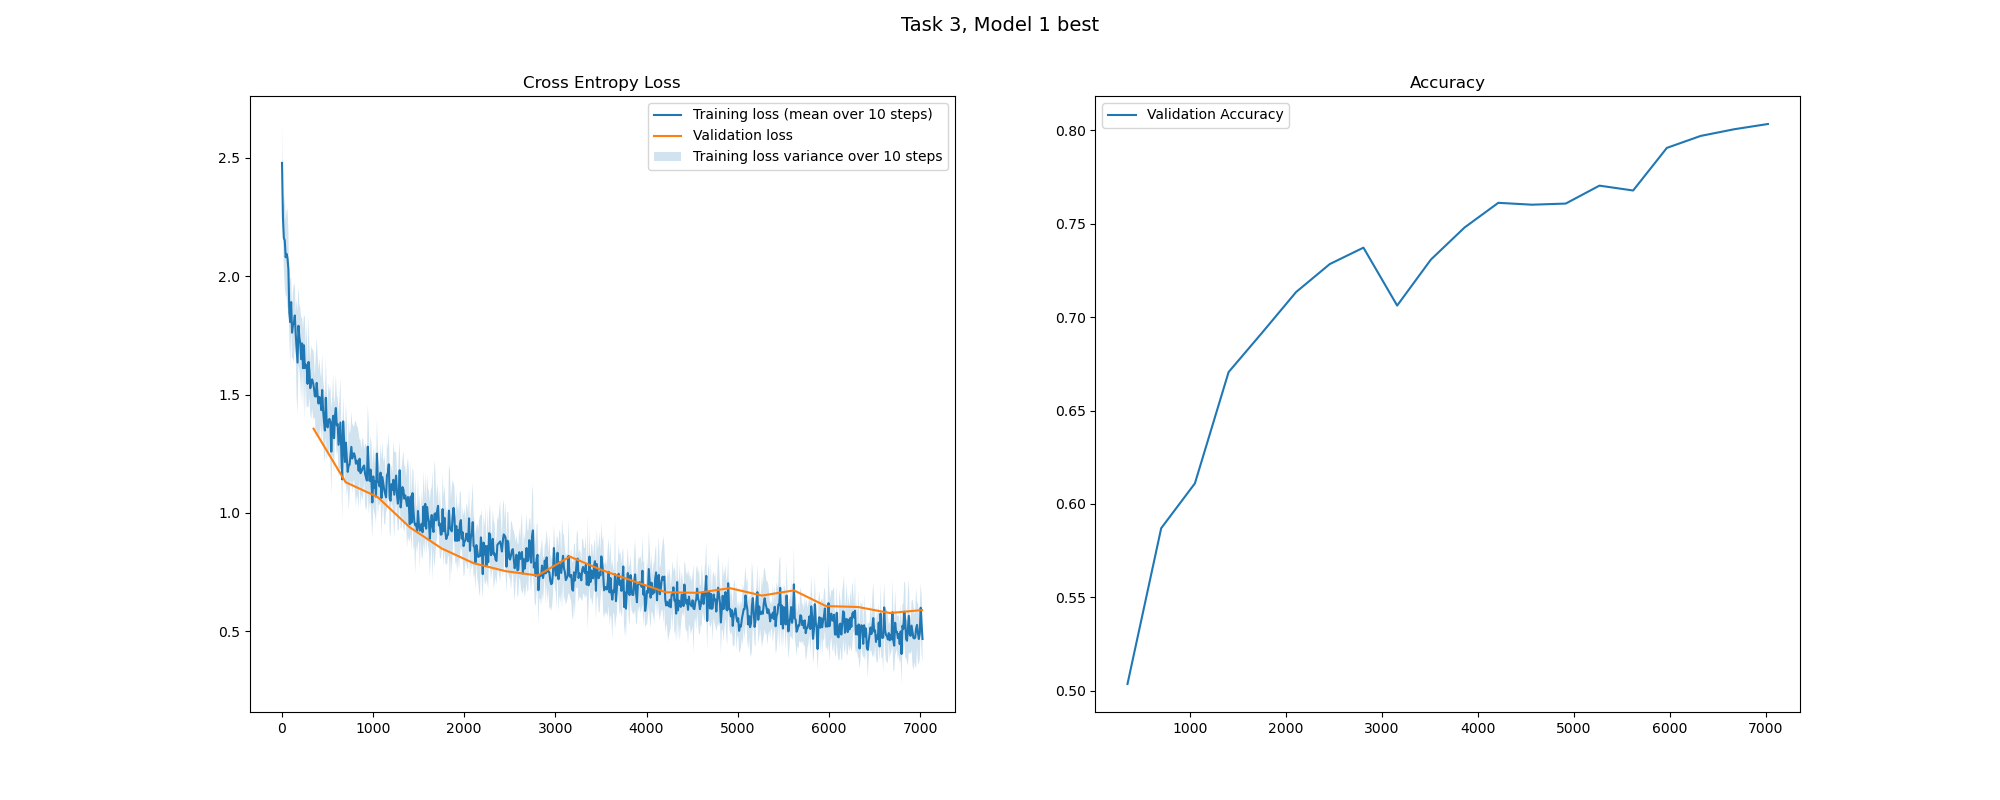 Task 3, Model 1 best
Cross Entropy Loss
Training loss (mean over 10 steps)
Validation loss
Training loss variance over 10 steps
2.5
2.0
1.5
1.0
0.5
0 1000 2000 3000 4000 5000 6000 7000
Accuracy
Validation Accuracy
0.80
0.75
0.70
0.65
0.60
0.55
0.50
1000 2000 3000 4000 5000 6000 7000